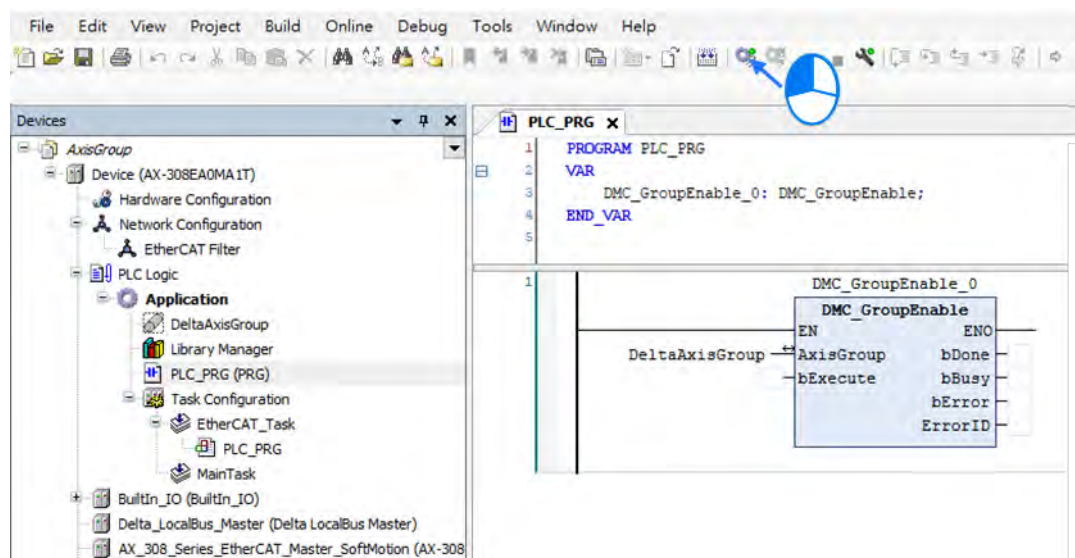 File Edit View Project Build Online Debug Tools Window Help
Devices
AxisGroup
Device (AX-308EA0MA1T)
Hardware Configuration
Network Configuration
EtherCAT Filter
PLC Logic
Application
DeltaAxisGroup
Library Manager
PLC_PRG (PRG)
Task Configuration
EtherCAT_Task
PLC_PRG
MainTask
BuiltIn_IO (BuiltIn_IO)
Delta_LocalBus_Master (Delta LocalBus Master)
AX_308_Series_EtherCAT_Master_SoftMotion (AX-308
PLC_PRG
1 PROGRAM PLC_PRG
2 VAR
3 DMC_GroupEnable_0: DMC_GroupEnable;
4 END_VAR
5
1
DMC_GroupEnable_0
DMC_GroupEnable
EN ENO
DeltaAxisGroup AxisGroup bDone
bExecute bBusy
bError
ErrorID